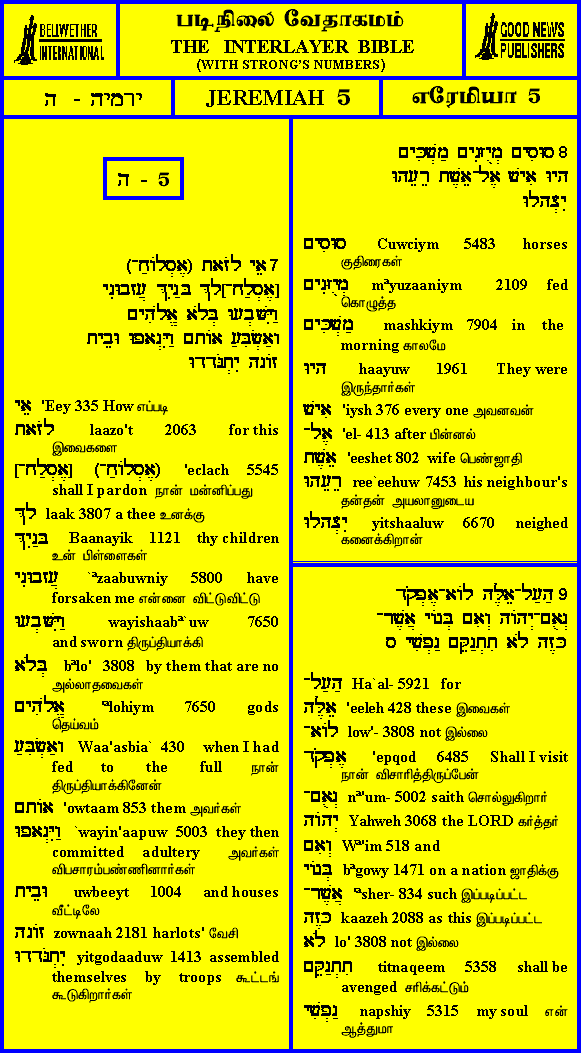 BELLWETHER
INTERNATIONAL
படிநிலை வேதாகமம்
THE INTERLAYER BIBLE
(WITH STRONG'S NUMBERS)
GOOD NEWS
PUBLISHERS
ירמיה - ה
JEREMIAH 5
எரேமியா 5
ה - 5
7 אֵי לָזֹאת (אֶסְלוֹחַ־)
[אֶסְלַח־]לָךְ בָּנַיִךְ עֲזָבוּנִי
וַיִּשָּׁבְעוּ בְּלֹא אֱלֹהִים
וָאַשְׂבִּעַ אוֹתָם וַיִּנְאָפוּ וּבֵית
זוֹנָה יִתְגֹּדָדוּ
אֵי 'Eey 335 How எப்படி
לָזֹאת laazo't 2063 for this
இவைகளை
[אֶסְלַח־] (אֶסְלוֹחַ־) 'eclach 5545
shall I pardon நான் மன்னிப்பது
לָךְ laak 3807 a thee உனக்கு
בָּנַיִךְ Baanayik 1121 thy children
உன் பிள்ளைகள்
עֲזָבוּנִי `ªzaabuwniy 5800 have
forsaken me என்னை விட்டுவிட்டு
וַיִּשָּׁבְעוּ wayishaabª`uw 7650
and sworn திருப்தியாக்கி
בְּלֹא bªlo' 3808 by them that are no
அல்லாதவைகள்
אֱלֹהִים ªlohiym 7650 gods
தெய்வம்
וָאַשְׂבִּעַ Waa'asbia` 430 when I had
fed to the full நான்
திருப்தியாக்கினேன்
אוֹתָם 'owtaam 853 them அவர்கள்
וַיִּנְאָפוּ `wayin'aapuw 5003 they then
committed adultery அவர்கள்
விபசாரம்பண்ணினார்கள்
וּבֵית uwbeeyt 1004 and houses
வீட்டிலே
זוֹנָה zownaah 2181 harlots' வேசி
יִתְגֹּדָדוּ yitgodaaduw 1413 assembled
themselves by troops கூட்டங்
கூடுகிறார்கள்
8 סוּסִים מְיֻזָּנִים מַשְׁכִּים
הָיוּ אִישׁ אֶל־אֵשֶׁת רֵעֵהוּ
יִצְהָלוּ
סוּסִים Cuwciym 5483 horses
குதிரைகள்
מְיֻזָּנִים mªyuzaaniym 2109 fed
கொழுத்த
מַשְׁכִּים mashkiym 7904 in the
morning காலமே
הָיוּ haayuw 1961 They were
இருந்தார்கள்
אִישׁ 'iysh 376 every one அவனவன்
אֶל־ 'el- 413 after பின்னல்
אֵשֶׁת 'eeshet 802 wife பெண்ஜாதி
רֵעֵהוּ ree`eehuw 7453 his neighbour's
தன்தன் அயலானுடைய
יִצְהָלוּ yitshaaluw 6670 neighed
கனைக்கிறான்
9 הַעַל־אֵלֶּה לוֹא־אֶפְקֹד
נְאֻם־יְהוָֹה וְאִם בְּגוֹי אֲשֶׁר־
כָּזֶה לֹא תִתְנַקֵּם נַפְשִׁי ס
הַעַל־ Ha`al- 5921 for
אֵלֶּה 'eeleh 428 these இவைகள்
לוֹא־ low'- 3808 not இல்லை
אֶפְקֹד 'epqod 6485 Shall I visit
நான் விசாரித்திருப்பேன்
נְאֻם־ nª'um- 5002 saith சொல்லுகிறார்
יְהוָֹה Yahweh 3068 the LORD கர்த்தர்
וְאִם Wª'im 518 and
בְּגוֹי bªgowy 1471 on a nation ஜாதிக்கு
אֲשֶׁר־ ªsher- 834 such இப்படிப்பட்ட
כָּזֶה kaazeh 2088 as this இப்படிப்பட்ட
לֹא lo' 3808 not இல்லை
תִתְנַקֵּם titnaqeem 5358 shall be
avenged சரிக்கட்டும்
נַפְשִׁי napshiy 5315 my soul என்
ஆத்துமா